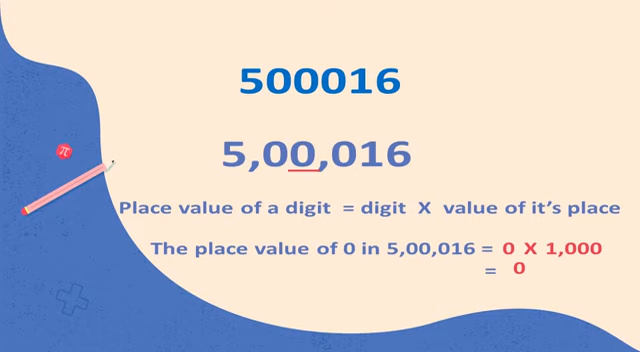 500016
5,00,016
π
Place value of a digit = digit X value of it's place
The place value of 0 in 5,00,016 = 0 X 1,000
= 0